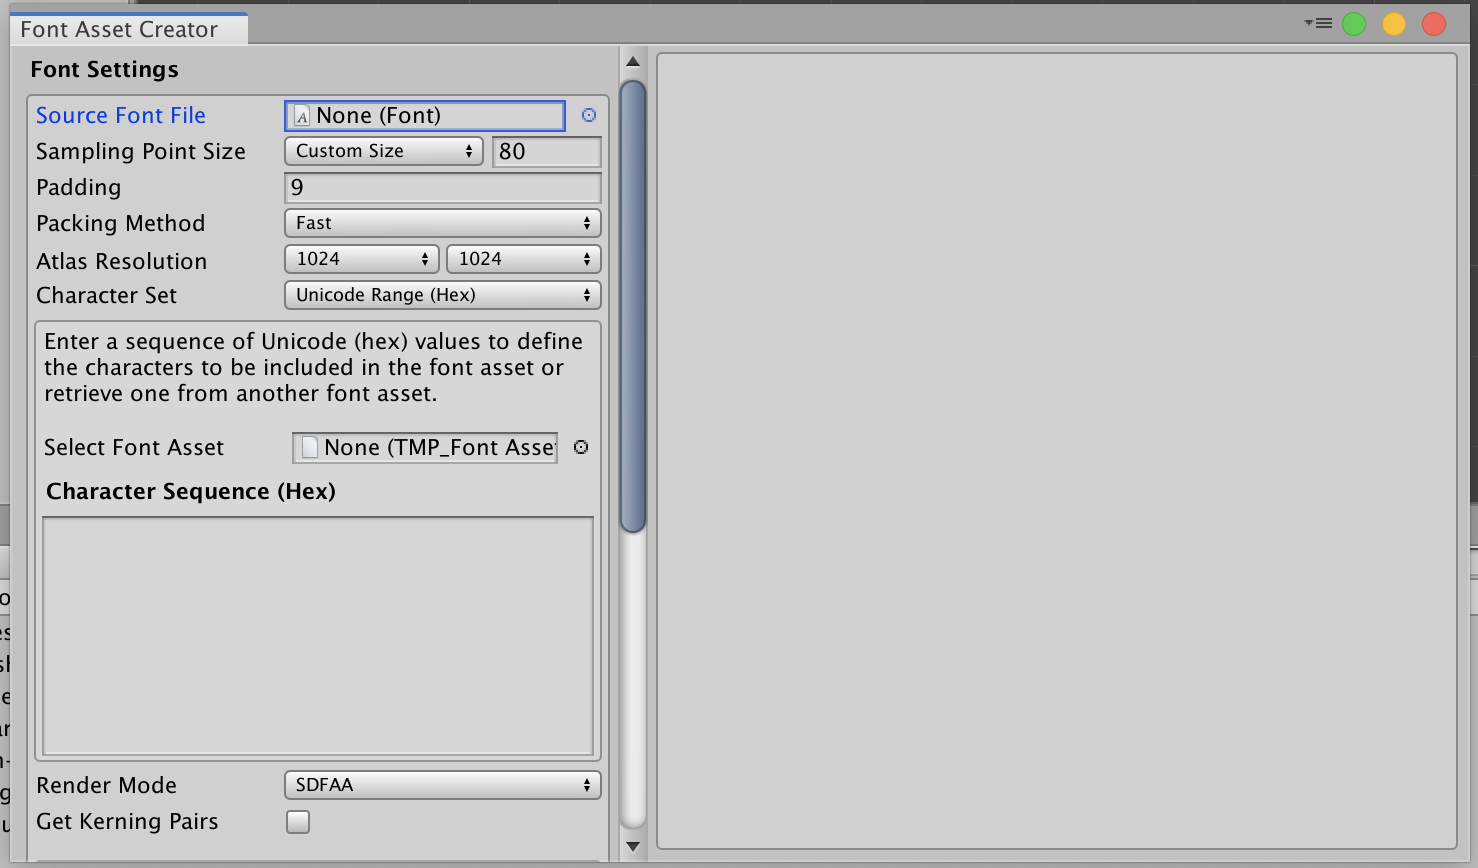 Font Asset Creator
Font Settings
Source Font File None (Font)
Sampling Point Size Custom Size 80
Padding 9
Packing Method Fast
Atlas Resolution 1024 1024
Character Set Unicode Range (Hex)
Enter a sequence of Unicode (hex) values to define
the characters to be included in the font asset or
retrieve one from another font asset.
Select Font Asset None (TMP_Font Asse
Character Sequence (Hex)
Render Mode SDFAA
Get Kerning Pairs